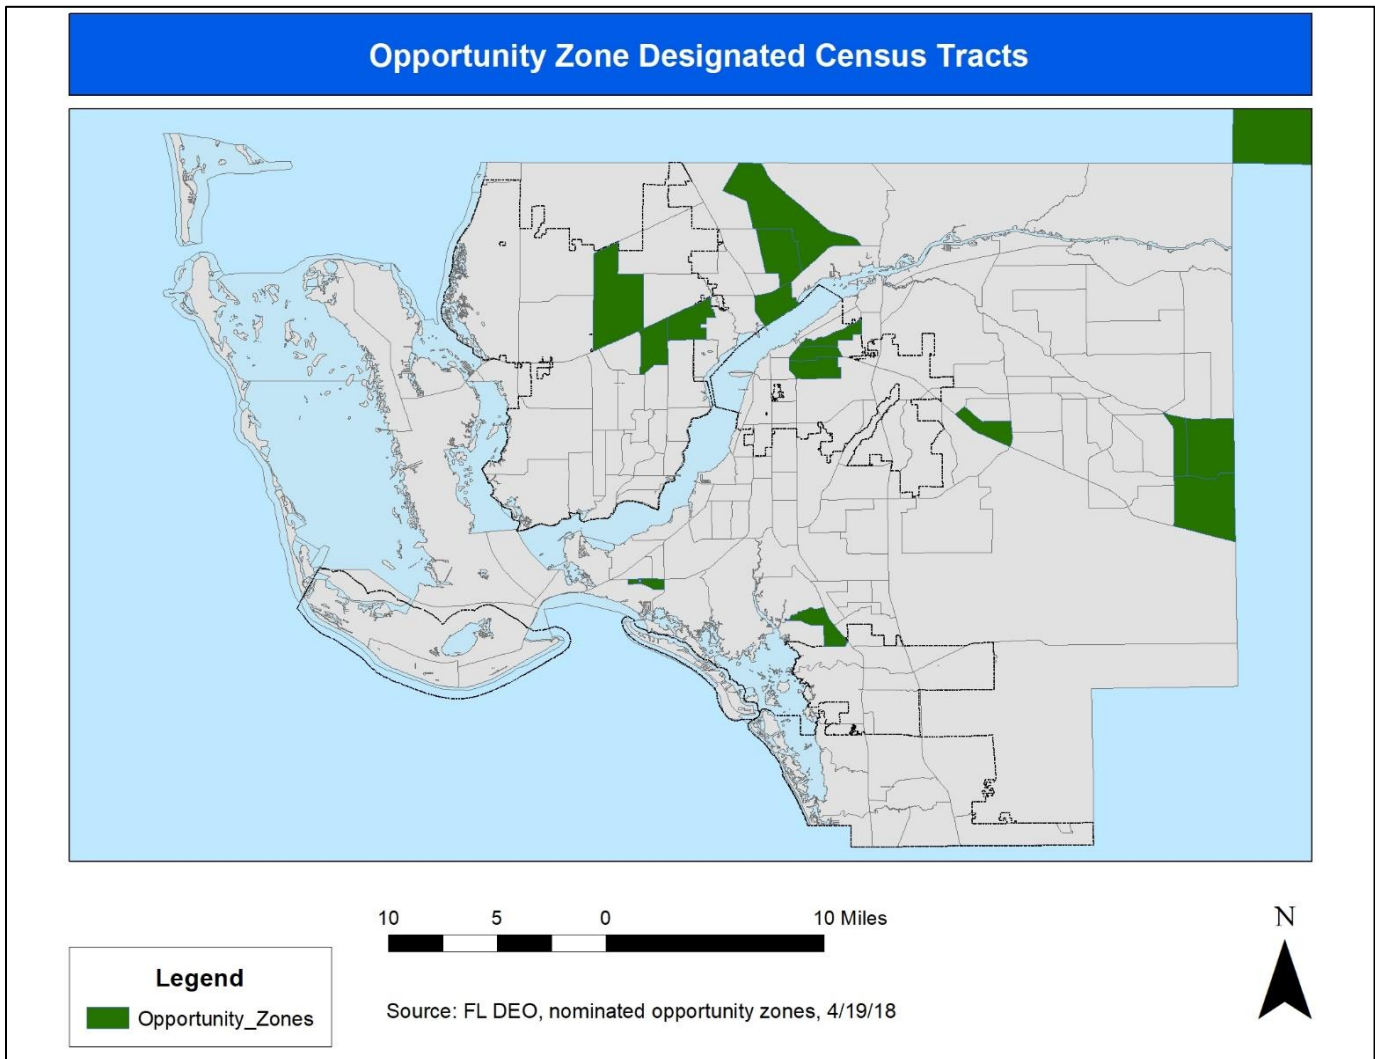 Opportunity Zone Designated Census Tracts
10 5 0 10 Miles
N
Legend
Opportunity_Zones
Source: FL DEO, nominated opportunity zones, 4/19/18